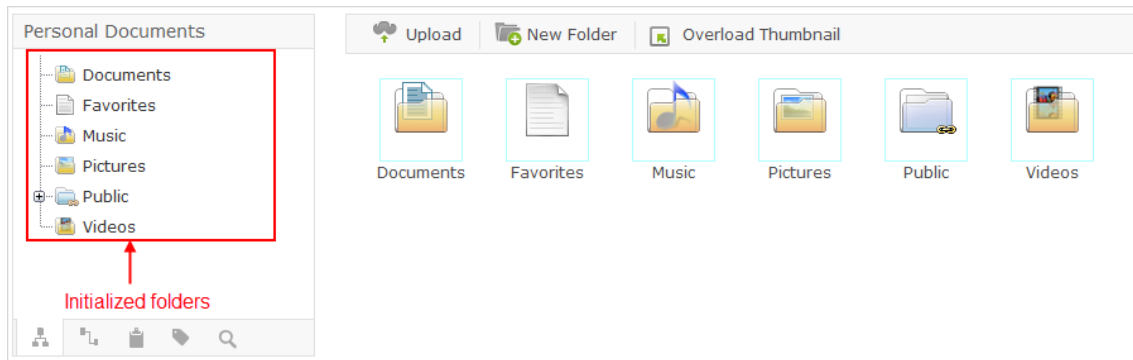 Personal Documents
Documents
Favorites
Music
Pictures
Public
Videos
Initialized folders
Upload New Folder Overload Thumbnail
Documents Favorites Music Pictures Public Videos